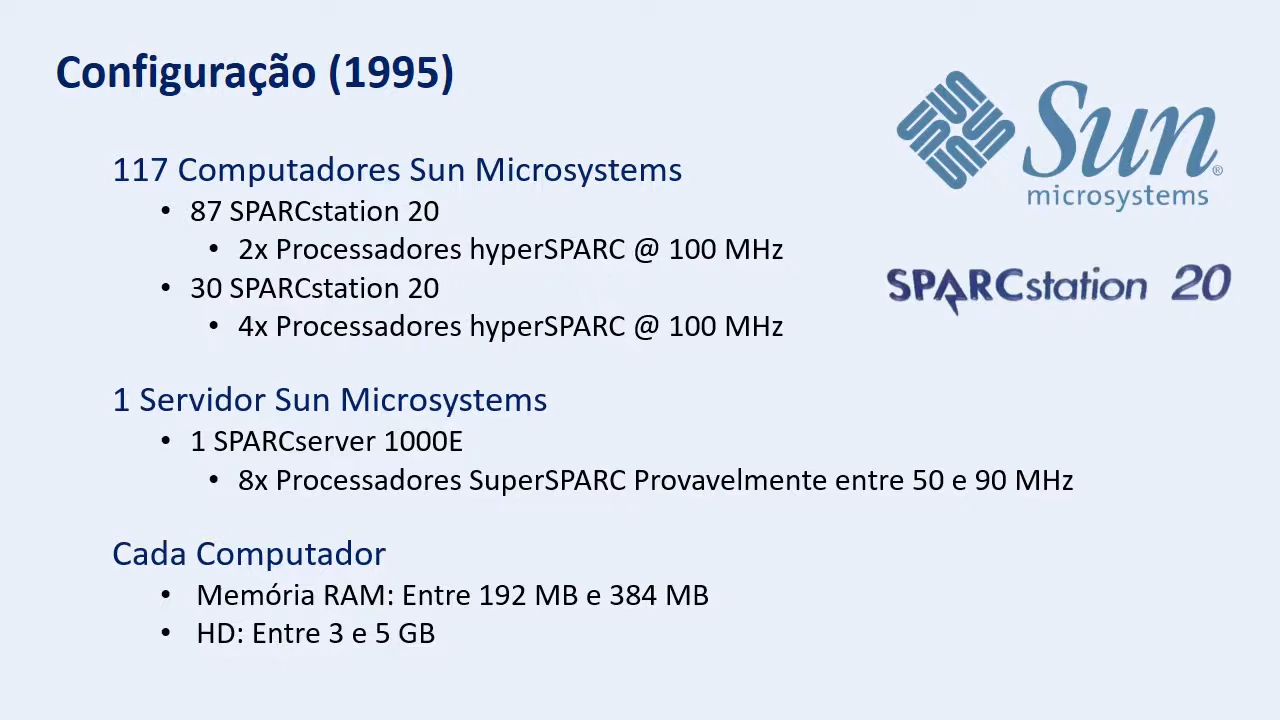 Configuração (1995)
117 Computadores Sun Microsystems
• 87 SPARCstation 20
• 2x Processadores hyperSPARC @ 100 MHz
• 30 SPARCstation 20
• 4x Processadores hyperSPARC @ 100 MHz
1 Servidor Sun Microsystems
• 1 SPARCserver 1000E
• 8x Processadores SuperSPARC Provavelmente entre 50 e 90 MHz
Cada Computador
• Memória RAM: Entre 192 MB e 384 MB
• HD: Entre 3 e 5 GB
Sun®
microsystems
SPARCstation 20